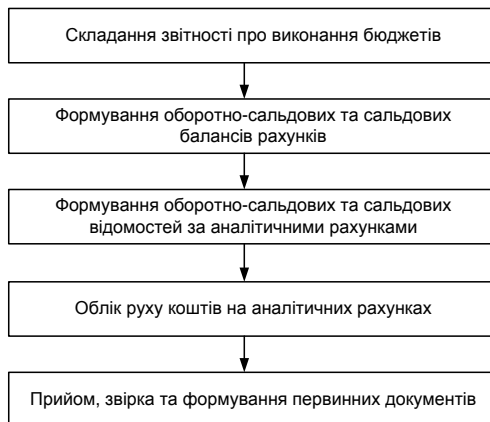 Складання звітності про виконання бюджетів
Формування оборотно-сальдових та сальдових
балансів рахунків
Формування оборотно-сальдових та сальдових
відомостей за аналітичними рахунками
Облік руху коштів на аналітичних рахунках
Прийом, звірка та формування первинних документів